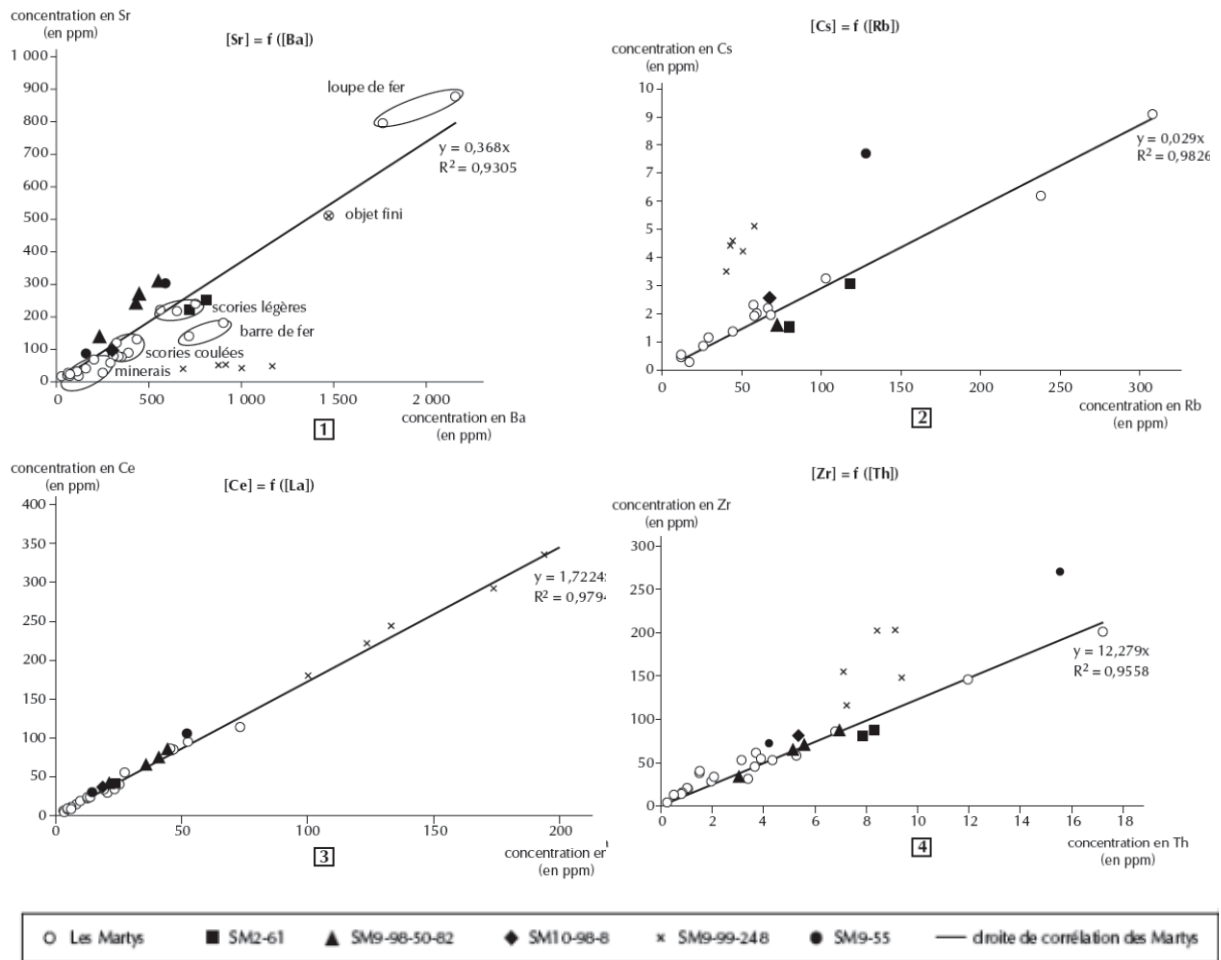 concentration en Sr
(en ppm)
[Sr] = f ([Ba])
1 000
900
800
700
600
500
400
300
200
100
0
loupe de fer
y = 0,368x
R² = 0,9305
objet fini
scories légères
barre de fer
scories coulées
minerais
0
500
1 000
1 500
2 000
concentration en Ba
(en ppm)
1
[Cs] = f ([Rb])
concentration en Cs
(en ppm)
10
9
8
7
6
5
4
3
2
1
0
y = 0,029x
R² = 0,9826
0
50
100
150
200
250
300
concentration en Rb
(en ppm)
2
concentration en Ce
(en ppm)
[Ce] = f ([La])
400
350
300
250
200
150
100
50
0
y = 1,7224
R² = 0,9794
0
50
100
150
200
concentration en
(en ppm)
3
[Zr] = f ([Th])
concentration en Zr
(en ppm)
300
250
200
150
100
50
0
y = 12,279x
R² = 0,9558
0
2
4
6
8
10
12
14
16
18
concentration en Th
(en ppm)
4
Les Martys
SM2-61
SM9-98-50-82
SM10-98-8
SM9-99-248
SM9-55
droite de corrélation des Martys